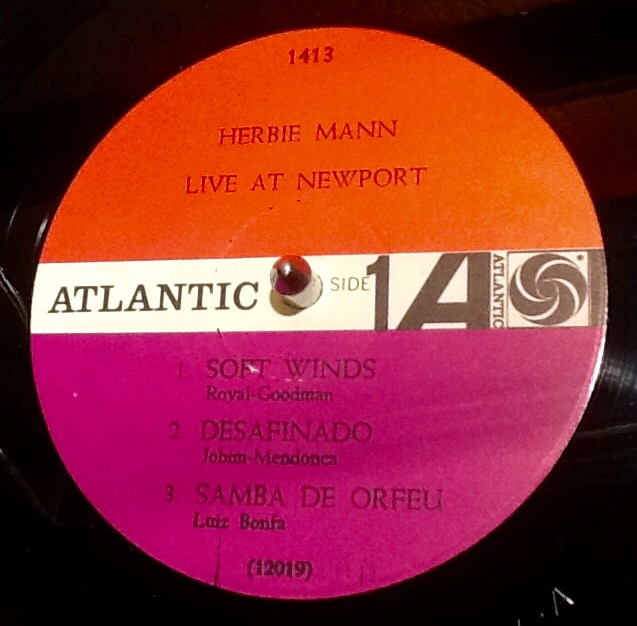 1413
HERBIE MANN
LIVE AT NEWPORT
ATLANTIC SIDE 1 A ATLANTIC
1 SOFT WINDS
Royal-Goodman
2 DESAFINADO
Jobim-Mendonca
3 SAMBA DE ORFEU
Luiz Bonfa
(12019)